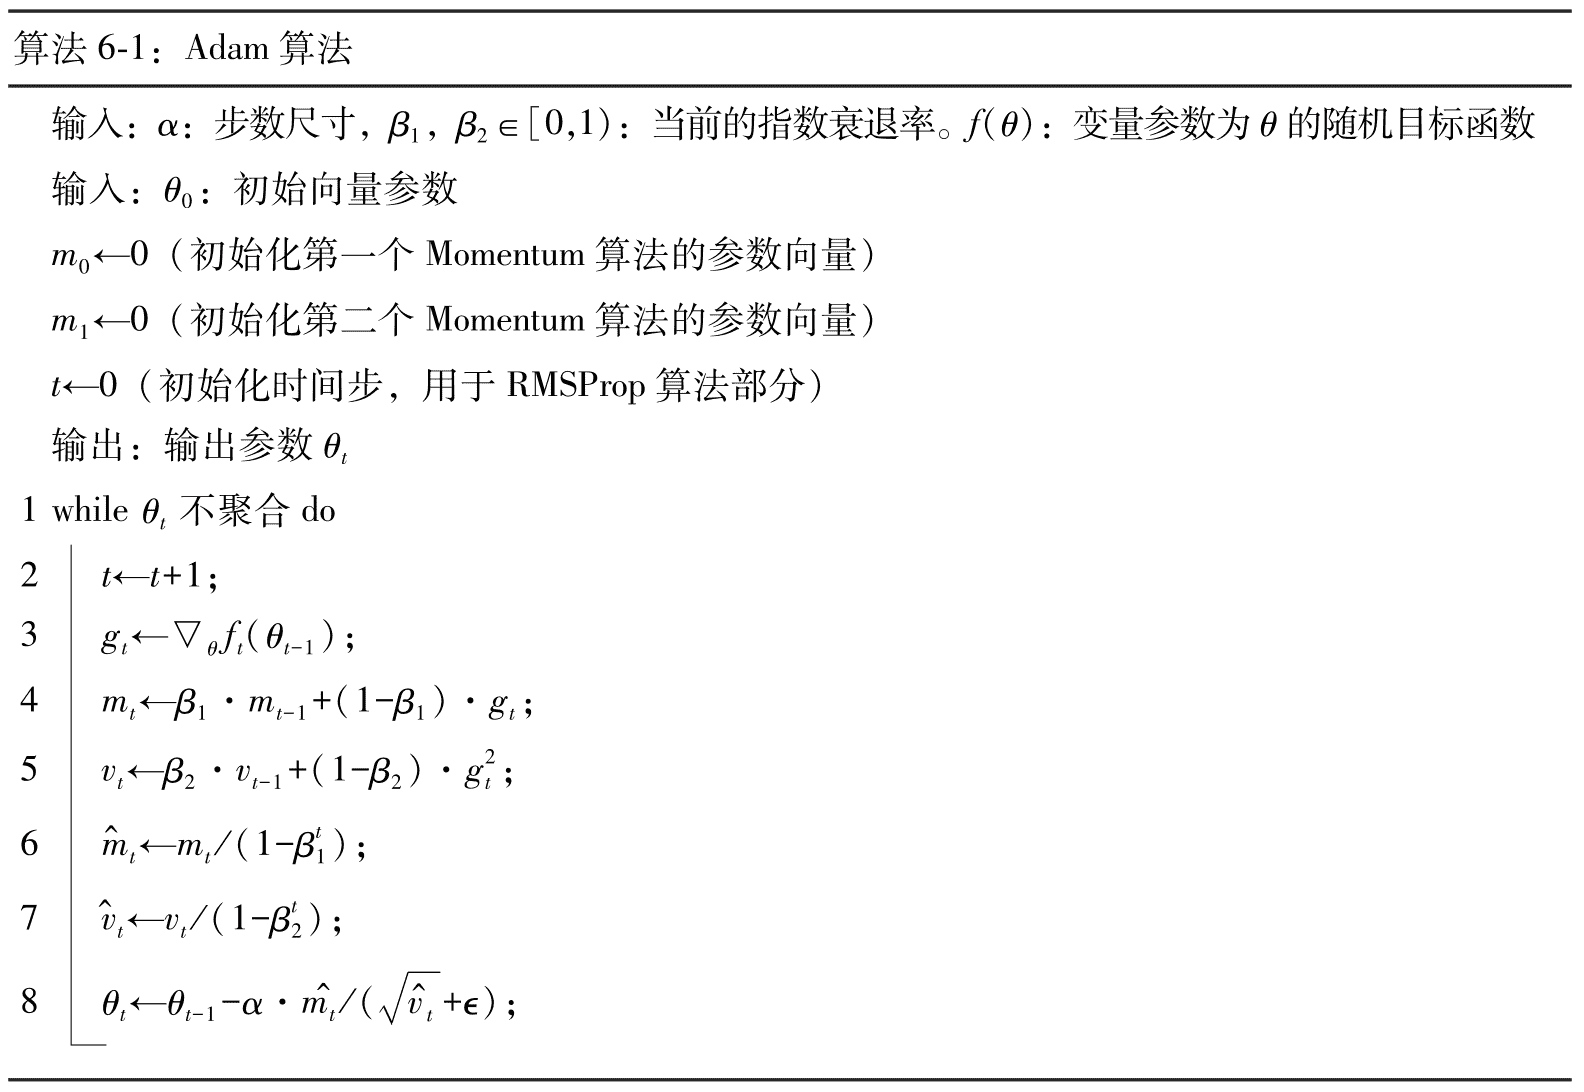 算法 6-1：Adam 算法
输入：α：步数尺寸，β₁，β₂∈[0,1)：当前的指数衰退率。f(θ)：变量参数为 θ 的随机目标函数
输入：θ₀：初始向量参数
m₀←0（初始化第一个 Momentum 算法的参数向量）
m₁←0（初始化第二个 Momentum 算法的参数向量）
t←0（初始化时间步，用于 RMSProp 算法部分）
输出：输出参数 θₜ
1 while θₜ 不聚合 do
2 t←t+1；
3 gₜ←▽_θ fₜ(θₜ₋₁)；
4 mₜ←β₁·mₜ₋₁+(1-β₁)·gₜ；
5 vₜ←β₂·vₜ₋₁+(1-β₂)·gₜ²；
6 m̂ₜ←mₜ/(1-β₁ᵗ)；
7 v̂ₜ←vₜ/(1-β₂ᵗ)；
8 θₜ←θₜ₋₁-α·m̂ₜ/(√v̂ₜ+ϵ)；